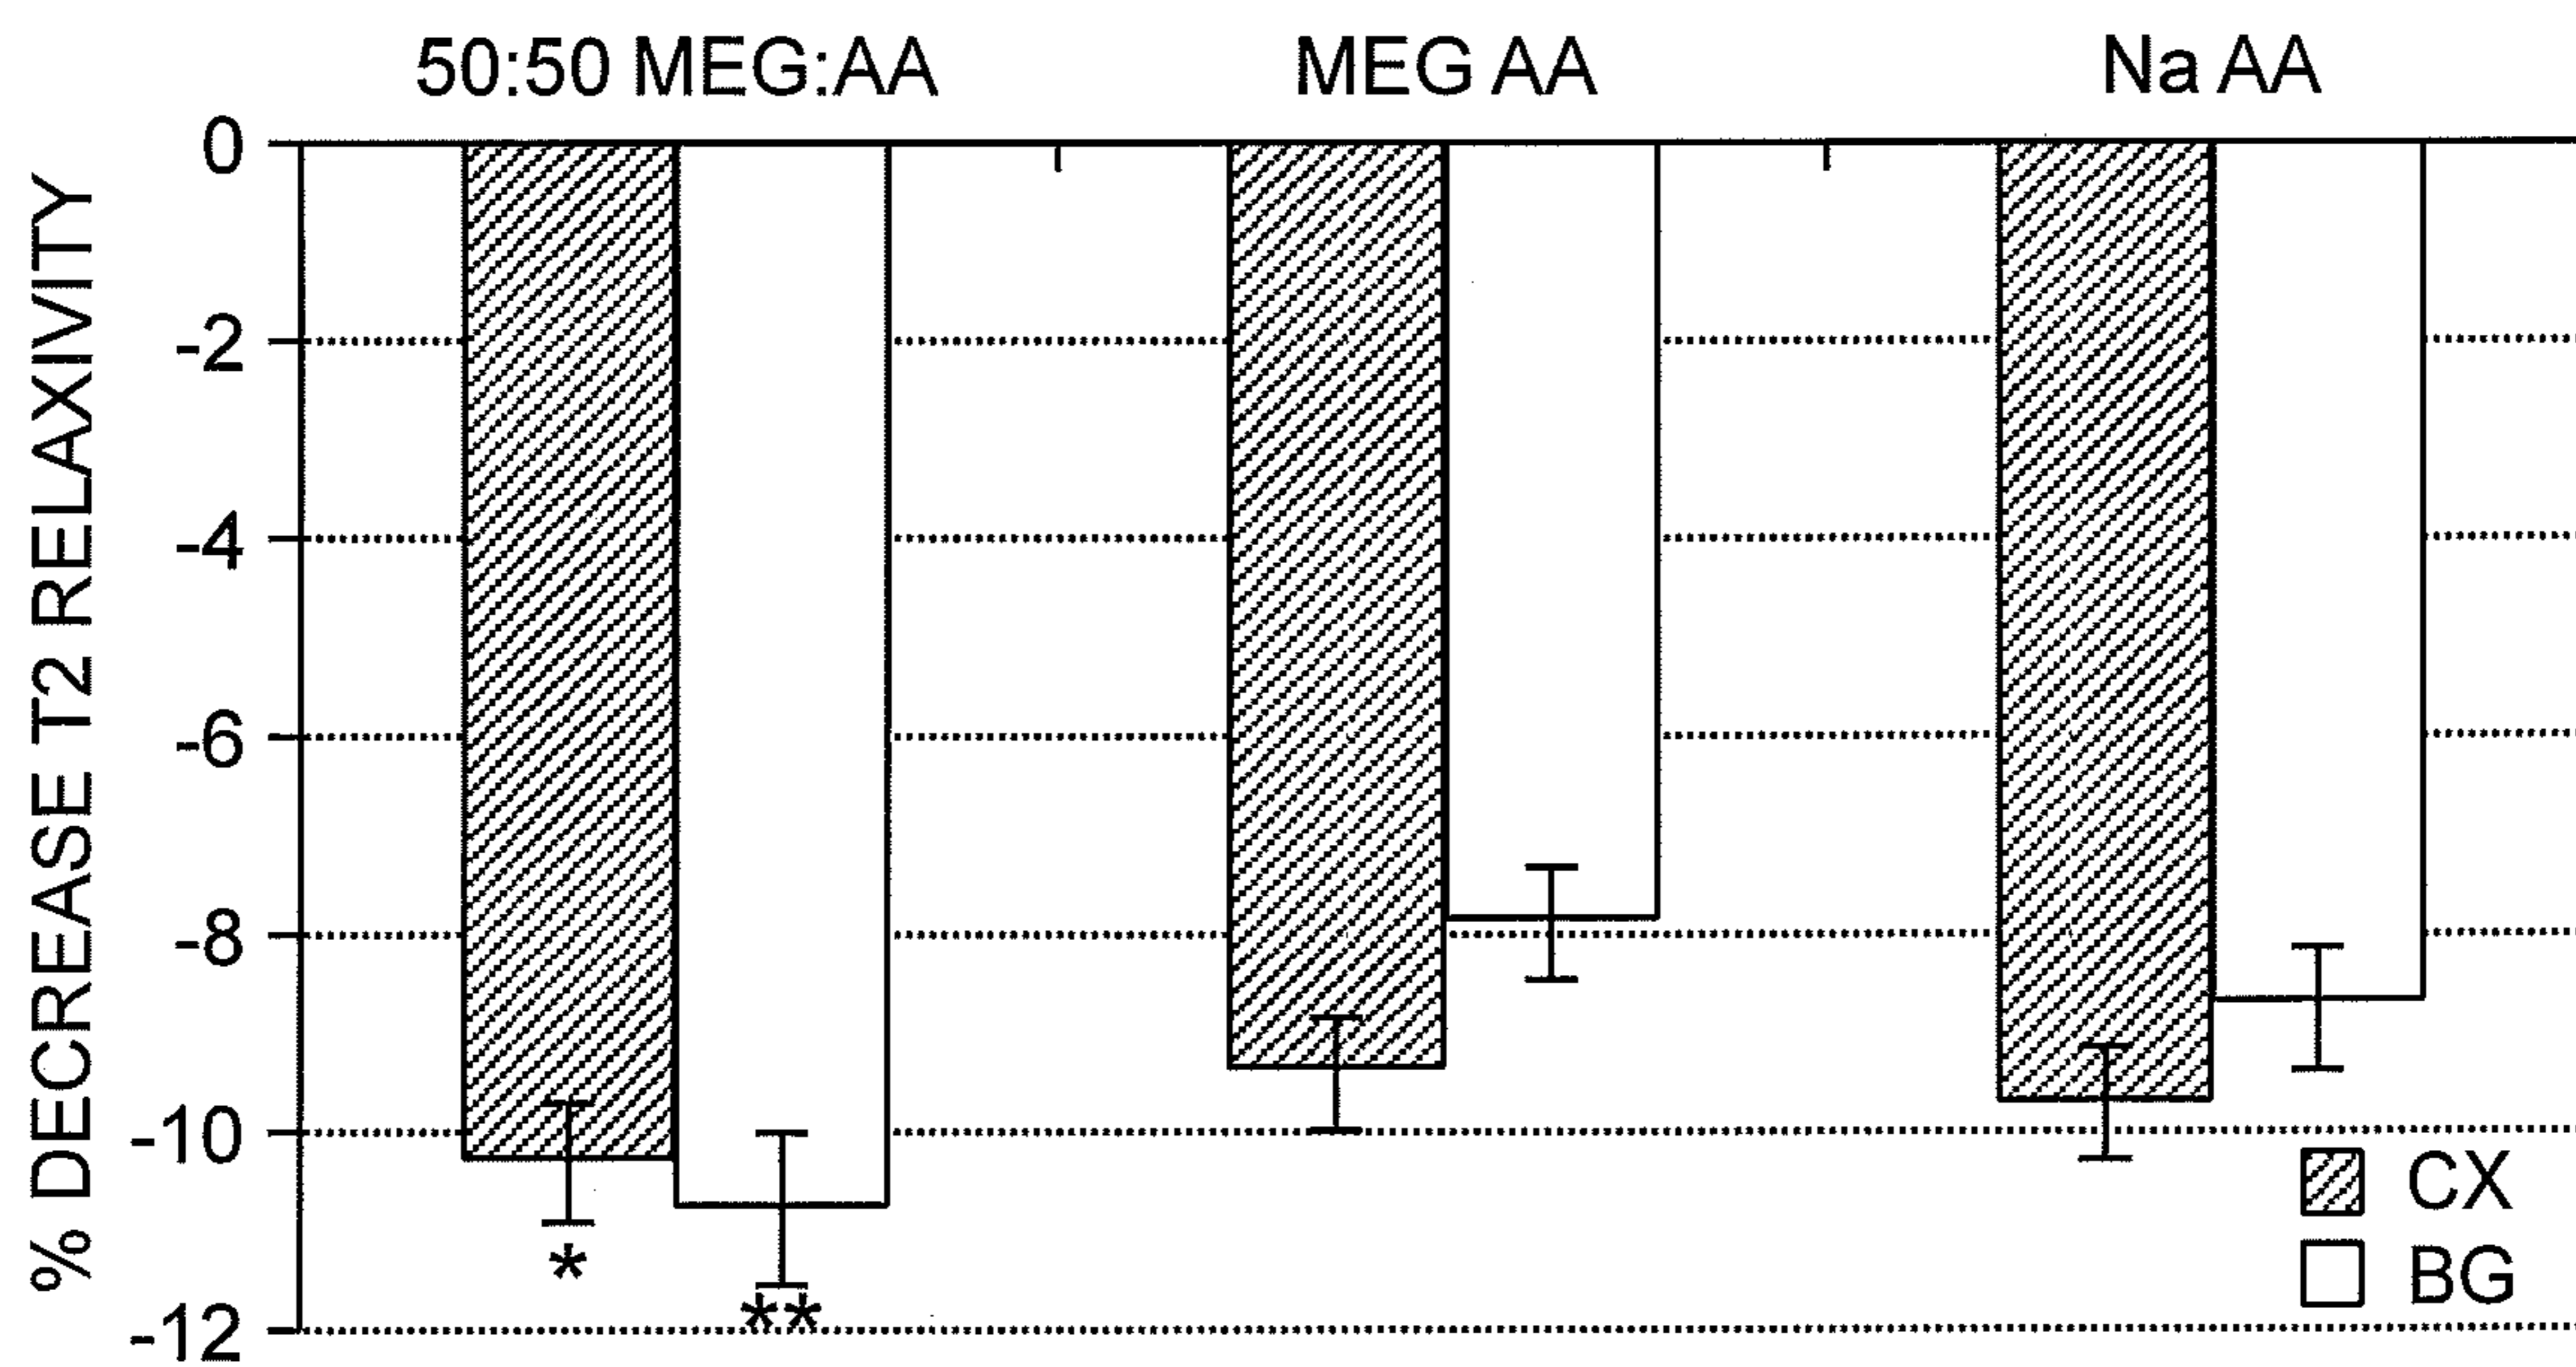 50:50 MEG:AA MEG AA Na AA
% DECREASE T2 RELAXIVITY
0
-2
-4
-6
-8
-10
-12
*
**
CX
BG